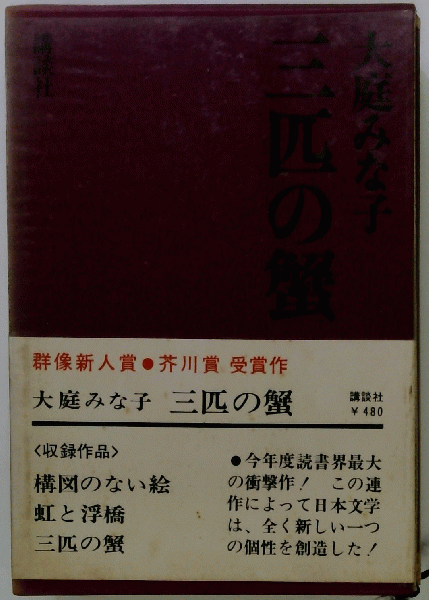 大庭みな子
三匹の蟹
講談社
群像新人賞●芥川賞 受賞作
大庭みな子 三匹の蟹
講談社
￥480
〈収録作品〉
構図のない絵
虹と浮橋
三匹の蟹
●今年度読書界最大
の衝撃作！ この連
作によって日本文学
は、全く新しい一つ
の個性を創造した！